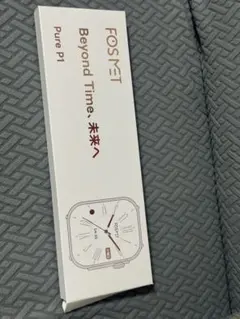 FOSMET
Beyond Time、未来へ
Pure P1